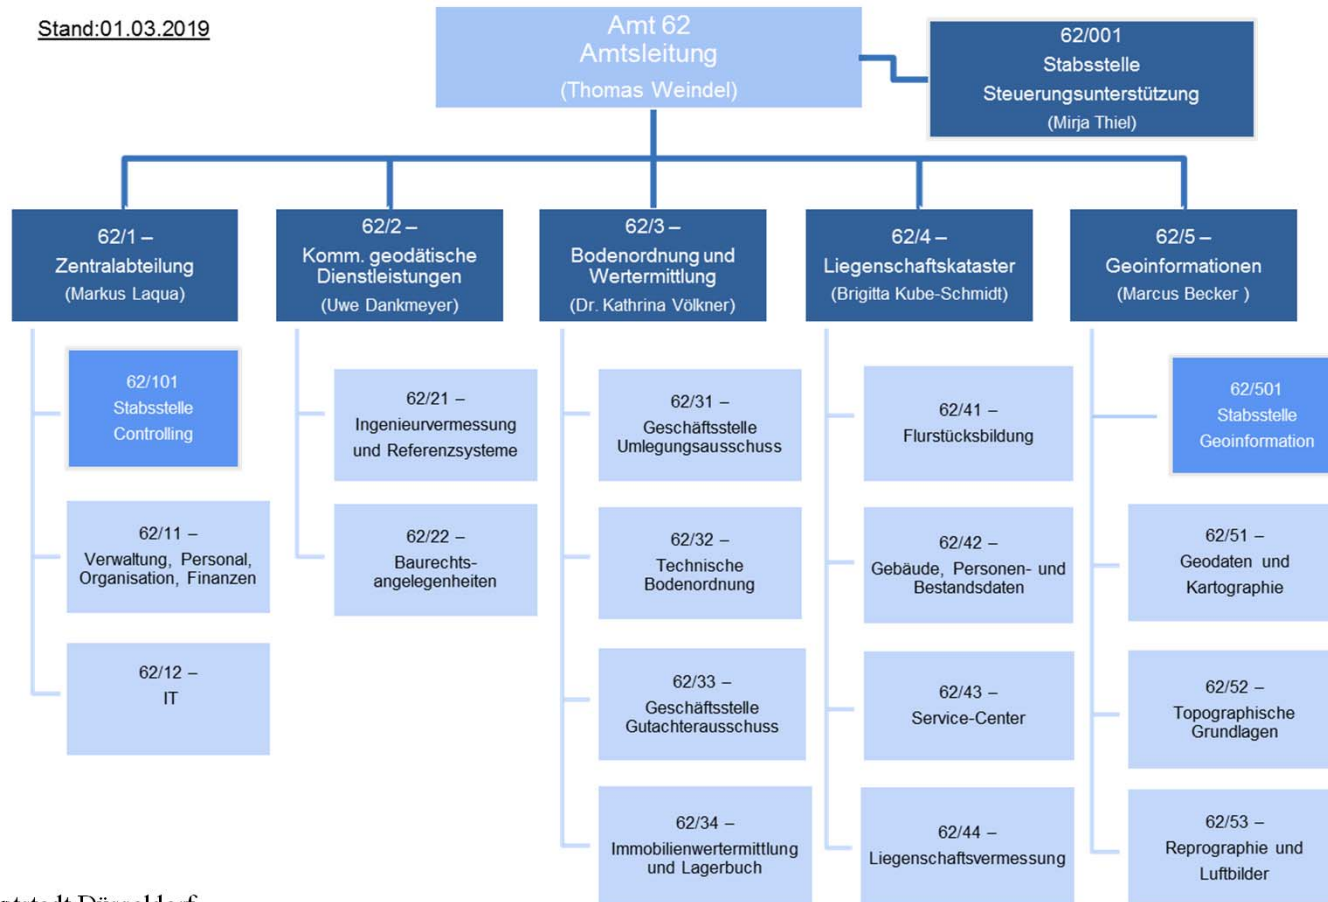 Stand:01.03.2019
Amt 62
Amtsleitung
(Thomas Weindel)
62/001
Stabsstelle
Steuerungsunterstützung
(Mirja Thiel)
62/1 –
Zentralabteilung
(Markus Laqua)
62/2 –
Komm. geodätische
Dienstleistungen
(Uwe Dankmeyer)
62/3 –
Bodenordnung und
Wertermittlung
(Dr. Kathrina Völkner)
62/4 –
Liegenschaftskataster
(Brigitta Kube-Schmidt)
62/5 –
Geoinformationen
(Marcus Becker )
62/101
Stabsstelle
Controlling
62/11 –
Verwaltung, Personal,
Organisation, Finanzen
62/12 –
IT
62/21 –
Ingenieurvermessung
und Referenzsysteme
62/22 –
Baurechts-
angelegenheiten
62/31 –
Geschäftsstelle
Umlegungsausschuss
62/32 –
Technische
Bodenordnung
62/33 –
Geschäftsstelle
Gutachterausschuss
62/34 –
Immobilienwertermittlung
und Lagerbuch
62/41 –
Flurstücksbildung
62/42 –
Gebäude, Personen- und
Bestandsdaten
62/43 –
Service-Center
62/44 –
Liegenschaftsvermessung
62/501
Stabsstelle
Geoinformation
62/51 –
Geodaten und
Kartographie
62/52 –
Topographische
Grundlagen
62/53 –
Reprographie und
Luftbilder